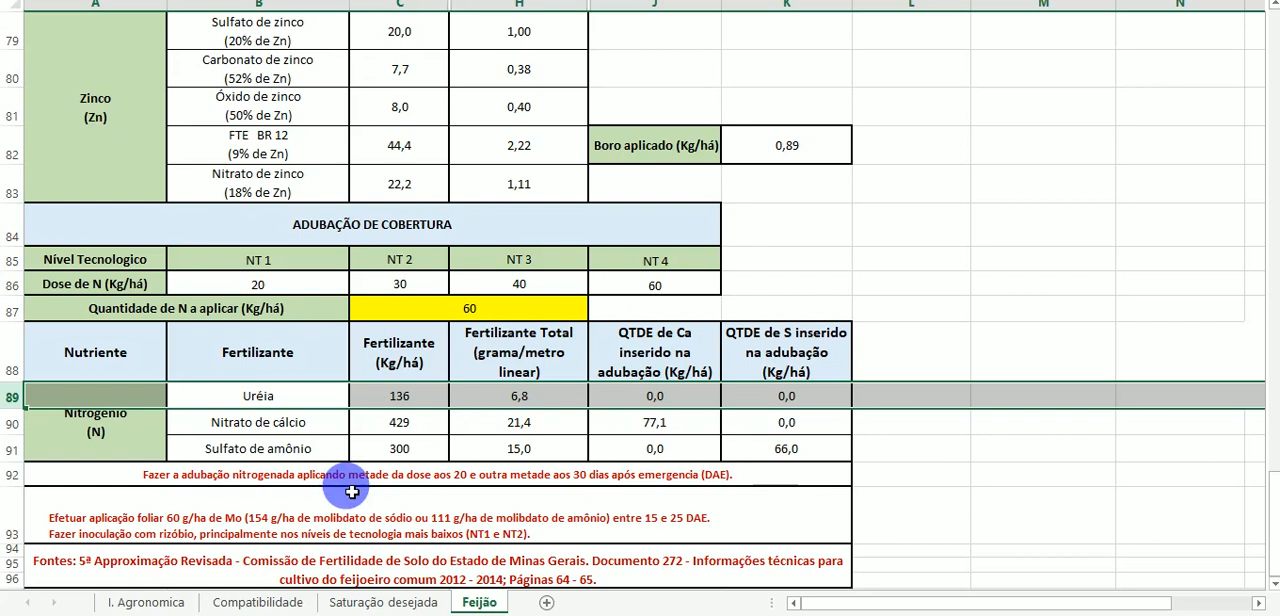 A B C H J K L M N
79 Sulfato de zinco 20,0 1,00
(20% de Zn)
80 Carbonato de zinco 7,7 0,38
(52% de Zn)
Zinco
(Zn)
81 Óxido de zinco 8,0 0,40
(50% de Zn)
82 FTE BR 12 44,4 2,22 Boro aplicado (Kg/há) 0,89
(9% de Zn)
83 Nitrato de zinco 22,2 1,11
(18% de Zn)
84 ADUBAÇÃO DE COBERTURA
85 Nível Tecnologico NT 1 NT 2 NT 3 NT 4
86 Dose de N (Kg/há) 20 30 40 60
87 Quantidade de N a aplicar (Kg/há) 60
88 Nutriente Fertilizante
Fertilizante
(Kg/há)
Fertilizante Total
(grama/metro
linear)
QTDE de Ca
inserido na
adubação (Kg/há)
QTDE de S inserido
na adubação
(Kg/há)
89 Uréia 136 6,8 0,0 0,0
Nitrogênio
(N)
90 Nitrato de cálcio 429 21,4 77,1 0,0
91 Sulfato de amônio 300 15,0 0,0 66,0
92 Fazer a adubação nitrogenada aplicando metade da dose aos 20 e outra metade aos 30 dias após emergencia (DAE).
93 Efetuar aplicação foliar 60 g/ha de Mo (154 g/ha de molibdato de sódio ou 111 g/ha de molibdato de amônio) entre 15 e 25 DAE.
Fazer inoculação com rizóbio, principalmente nos níveis de tecnologia mais baixos (NT1 e NT2).
94
95 Fontes: 5ª Approximação Revisada - Comissão de Fertilidade de Solo do Estado de Minas Gerais. Documento 272 - Informações técnicas para
96 cultivo do feijoeiro comum 2012 - 2014; Páginas 64 - 65.
I. Agronomica Compatibilidade Saturação desejada Feijão